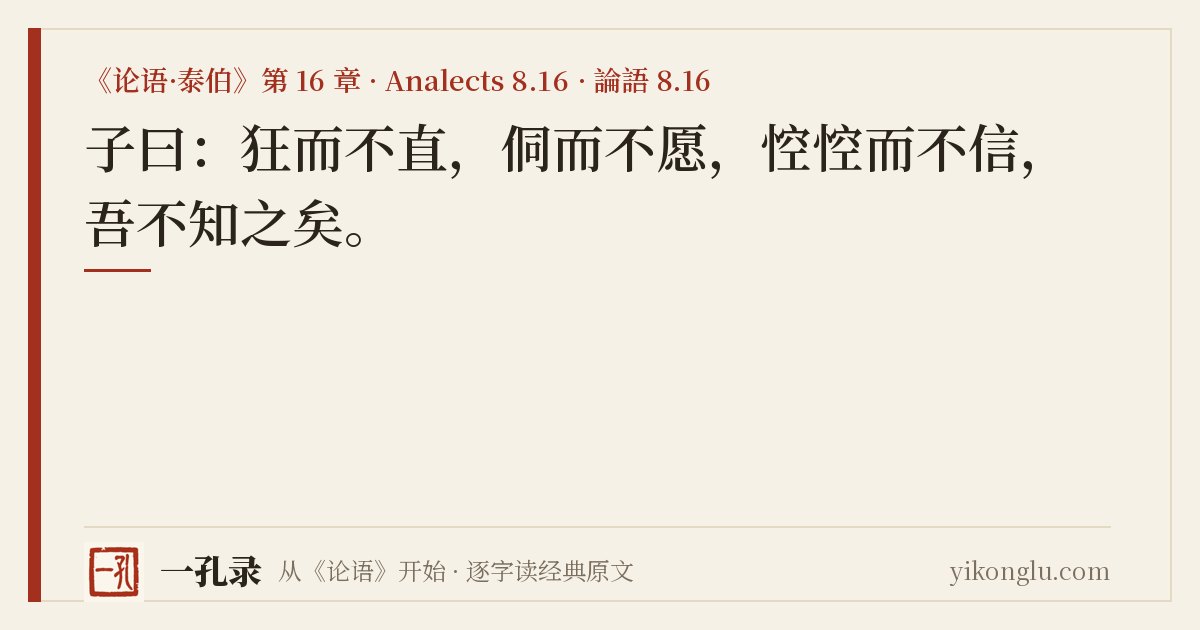 《论语·泰伯》第 16 章 · Analects 8.16 · 論語 8.16
子曰：狂而不直，侗而不愿，悾悾而不信，
吾不知之矣。
一孔
一孔录 从《论语》开始 · 逐字读经典原文 yikonglu.com